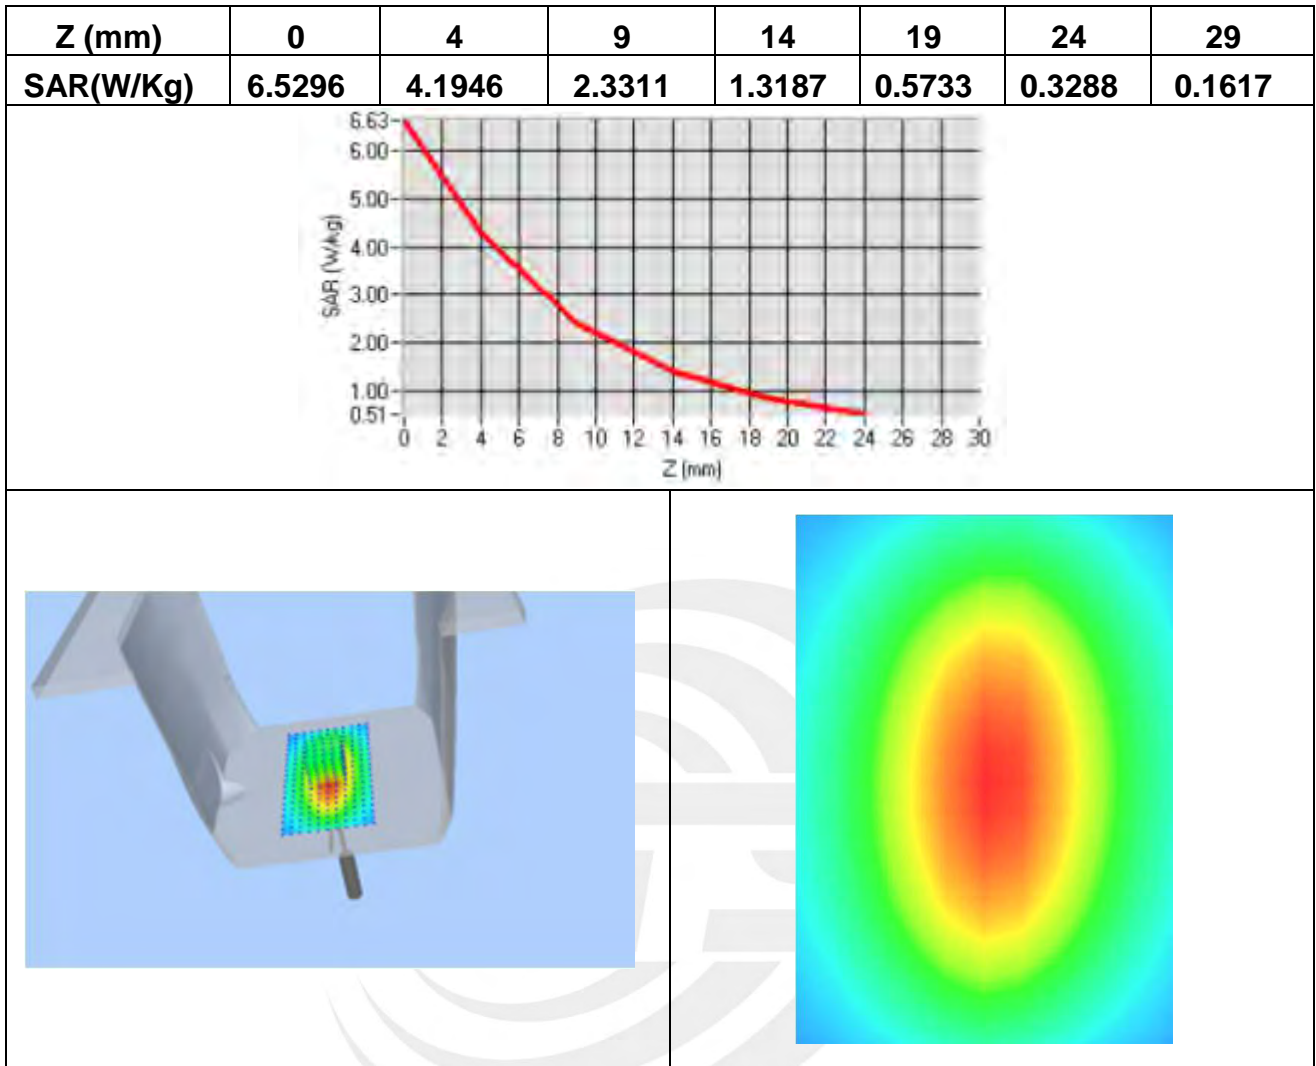 Z (mm) 0 4 9 14 19 24 29
SAR(W/Kg) 6.5296 4.1946 2.3311 1.3187 0.5733 0.3288 0.1617
6.63
6.00
5.00
4.00
3.00
2.00
1.00
0.51
SAR (W/kg)
0 2 4 6 8 10 12 14 16 18 20 22 24 26 28 30
Z (mm)